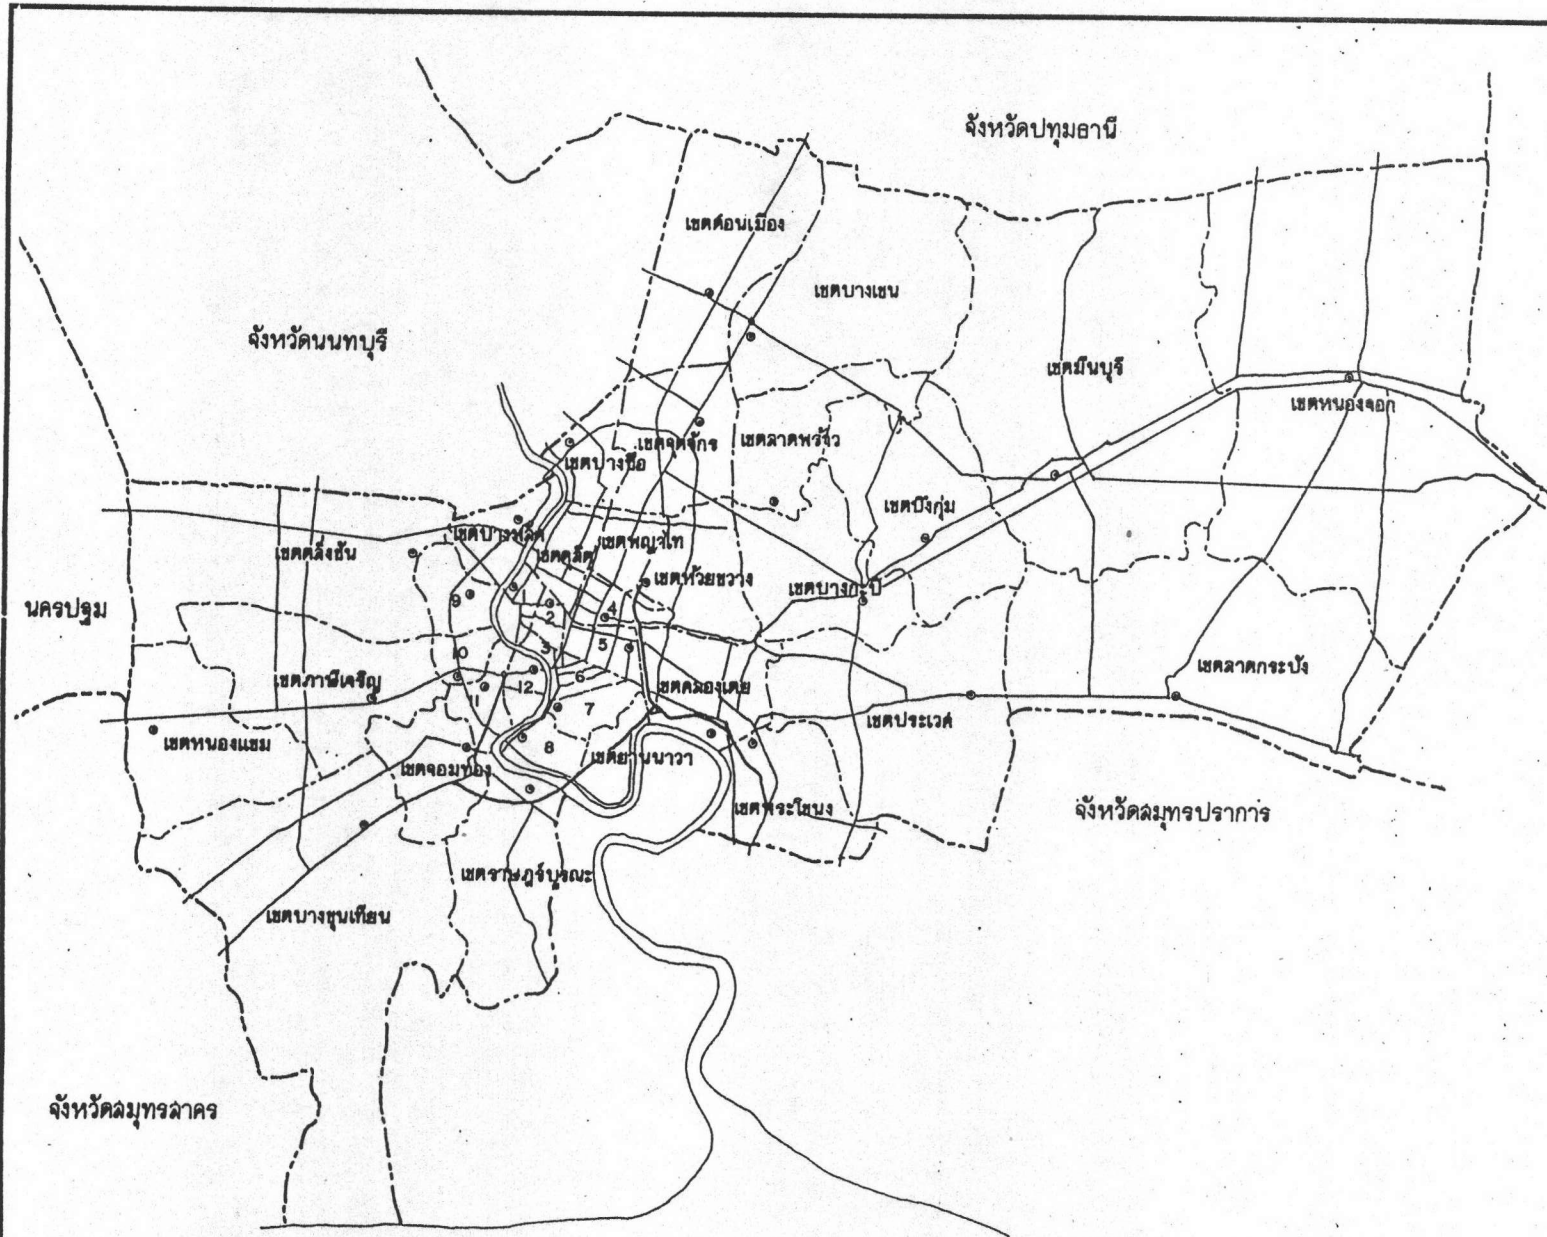 จังหวัดปทุมธานี
เขตดอนเมือง
เขตบางเขน
จังหวัดนนทบุรี
เขตมีนบุรี
เขตหนองจอก
เขตจตุจักร
เขตลาดพร้าว
เขตบางซื่อ
เขตบึงกุ่ม
เขตบางพลัด
เขตดุสิต
เขตพญาไท
เขตตลิ่งชัน
เขตห้วยขวาง
เขตบางกะปิ
นครปฐม
9
1
2
4
3
5
10
6
เขตลาดกระบัง
เขตภาษีเจริญ
11
12
7
เขตคลองเตย
เขตประเวศ
เขตหนองแขม
8
เขตยานนาวา
เขตจอมทอง
เขตพระโขนง
จังหวัดสมุทรปราการ
เขตราษฎร์บูรณะ
เขตบางขุนเทียน
จังหวัดสมุทรสาคร